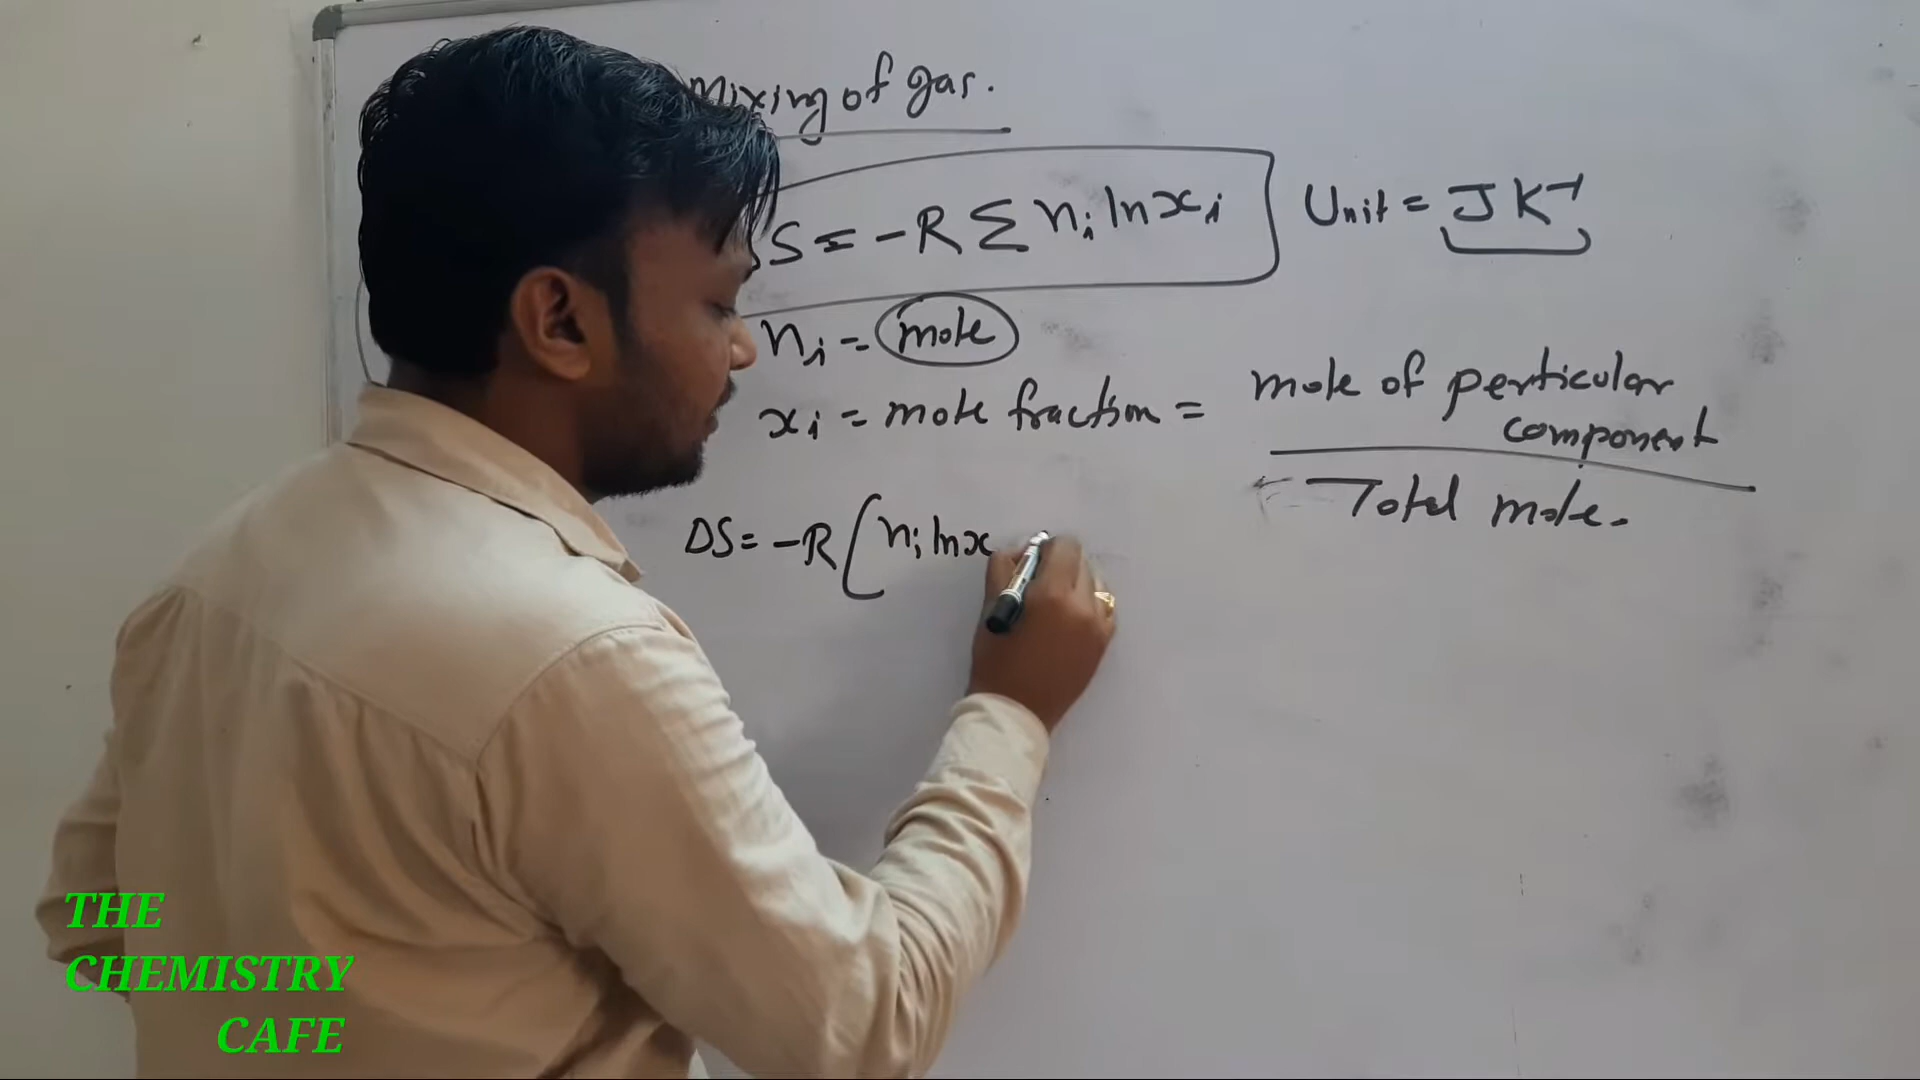 mixing of gas.
S = -R Σ ni ln xi Unit = J K⁻¹
ni = mole
xi = mole fraction = mole of perticular component
Total mole.
DS = -R [ ni ln x
THE
CHEMISTRY
CAFE